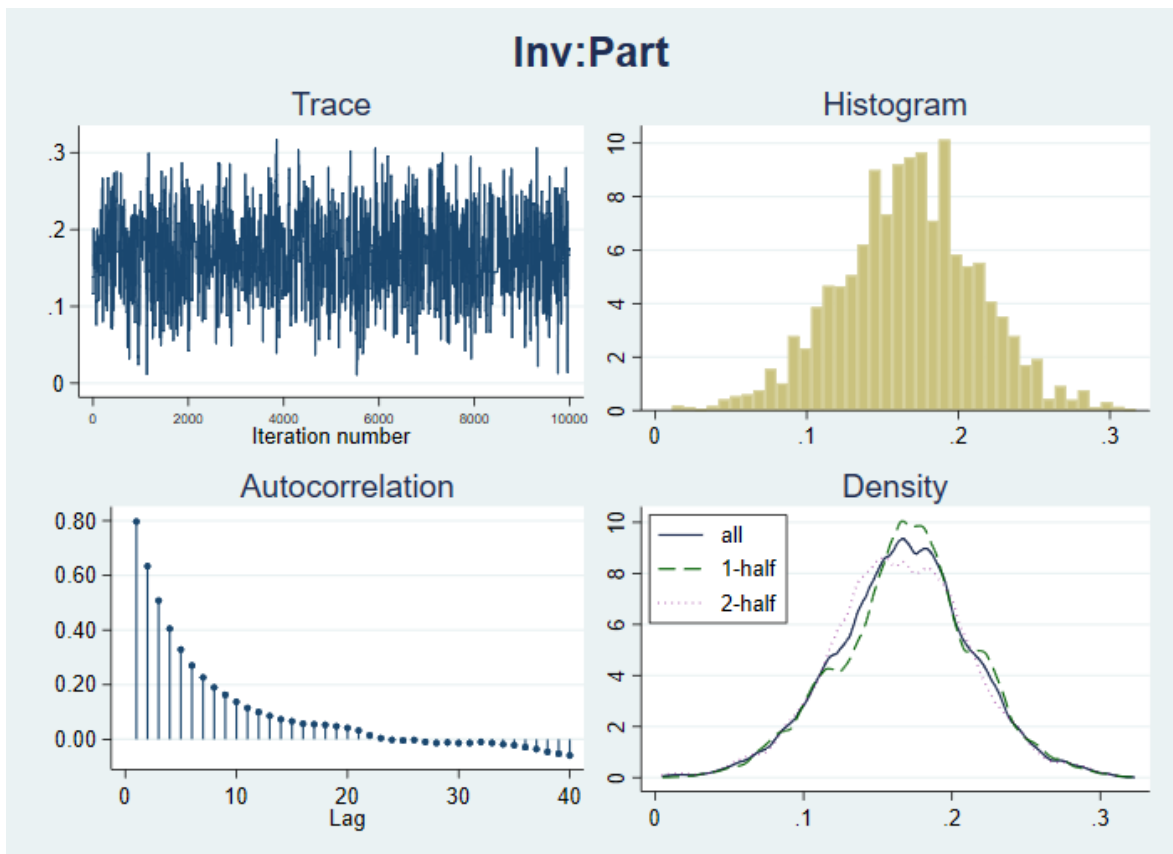 Inv:Part
Trace
.3
.2
.1
0
0 2000 4000 6000 8000 10000
Iteration number
Histogram
10
8
6
4
2
0
0 .1 .2 .3
Autocorrelation
0.80
0.60
0.40
0.20
0.00
0 10 20 30 40
Lag
Density
10
8
6
4
2
0
all
1-half
2-half
0 .1 .2 .3